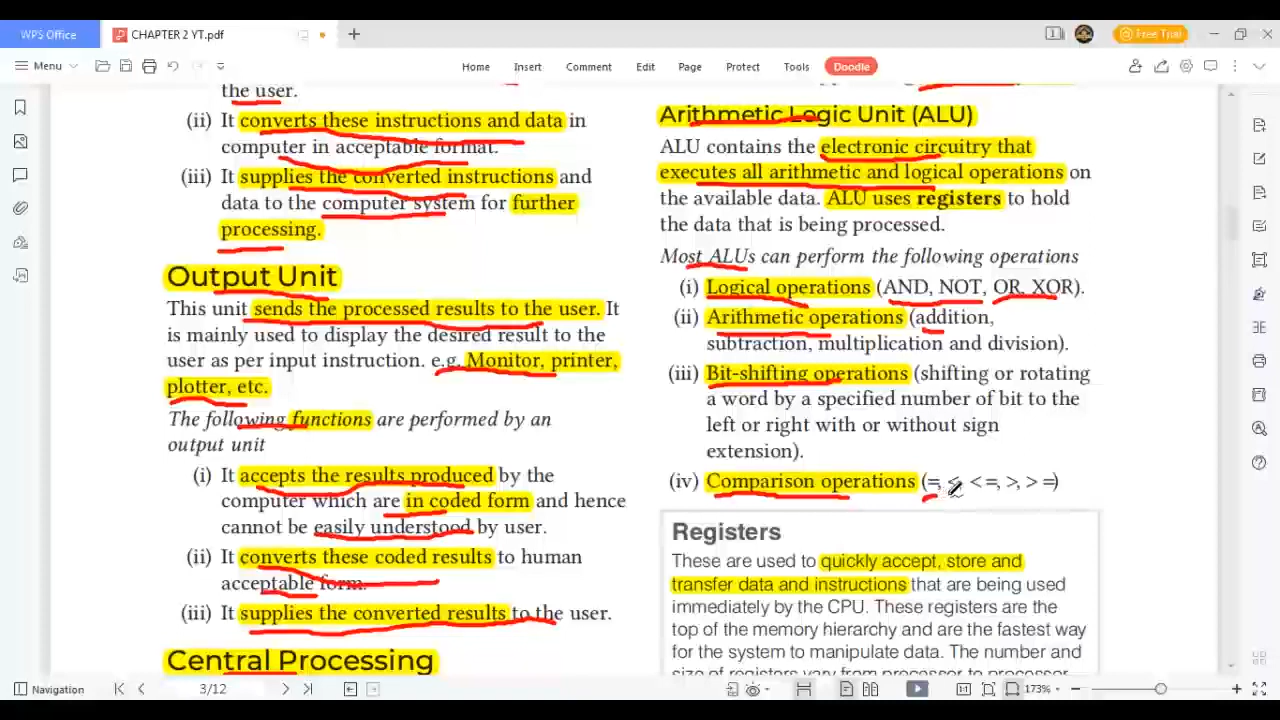 WPS Office
CHAPTER 2 YT.pdf
1
Free Trial
Menu
Home
Insert
Comment
Edit
Page
Protect
Tools
Doodle
the user.
(ii) It converts these instructions and data in
computer in acceptable format.
(iii) It supplies the converted instructions and
data to the computer system for further
processing.
Output Unit
This unit sends the processed results to the user. It
is mainly used to display the desired result to the
user as per input instruction. e.g. Monitor, printer,
plotter, etc.
The following functions are performed by an
output unit
(i) It accepts the results produced by the
computer which are in coded form and hence
cannot be easily understood by user.
(ii) It converts these coded results to human
acceptable form.
(iii) It supplies the converted results to the user.
Central Processing
Arithmetic Logic Unit (ALU)
ALU contains the electronic circuitry that
executes all arithmetic and logical operations on
the available data. ALU uses registers to hold
the data that is being processed.
Most ALUs can perform the following operations
(i) Logical operations (AND, NOT, OR, XOR).
(ii) Arithmetic operations (addition,
subtraction, multiplication and division).
(iii) Bit-shifting operations (shifting or rotating
a word by a specified number of bit to the
left or right with or without sign
extension).
(iv) Comparison operations (=, <, < =, >, > =)
Registers
These are used to quickly accept, store and
transfer data and instructions that are being used
immediately by the CPU. These registers are the
top of the memory hierarchy and are the fastest way
for the system to manipulate data. The number and
size of registers vary from processor to processor
Navigation
3/12
173%